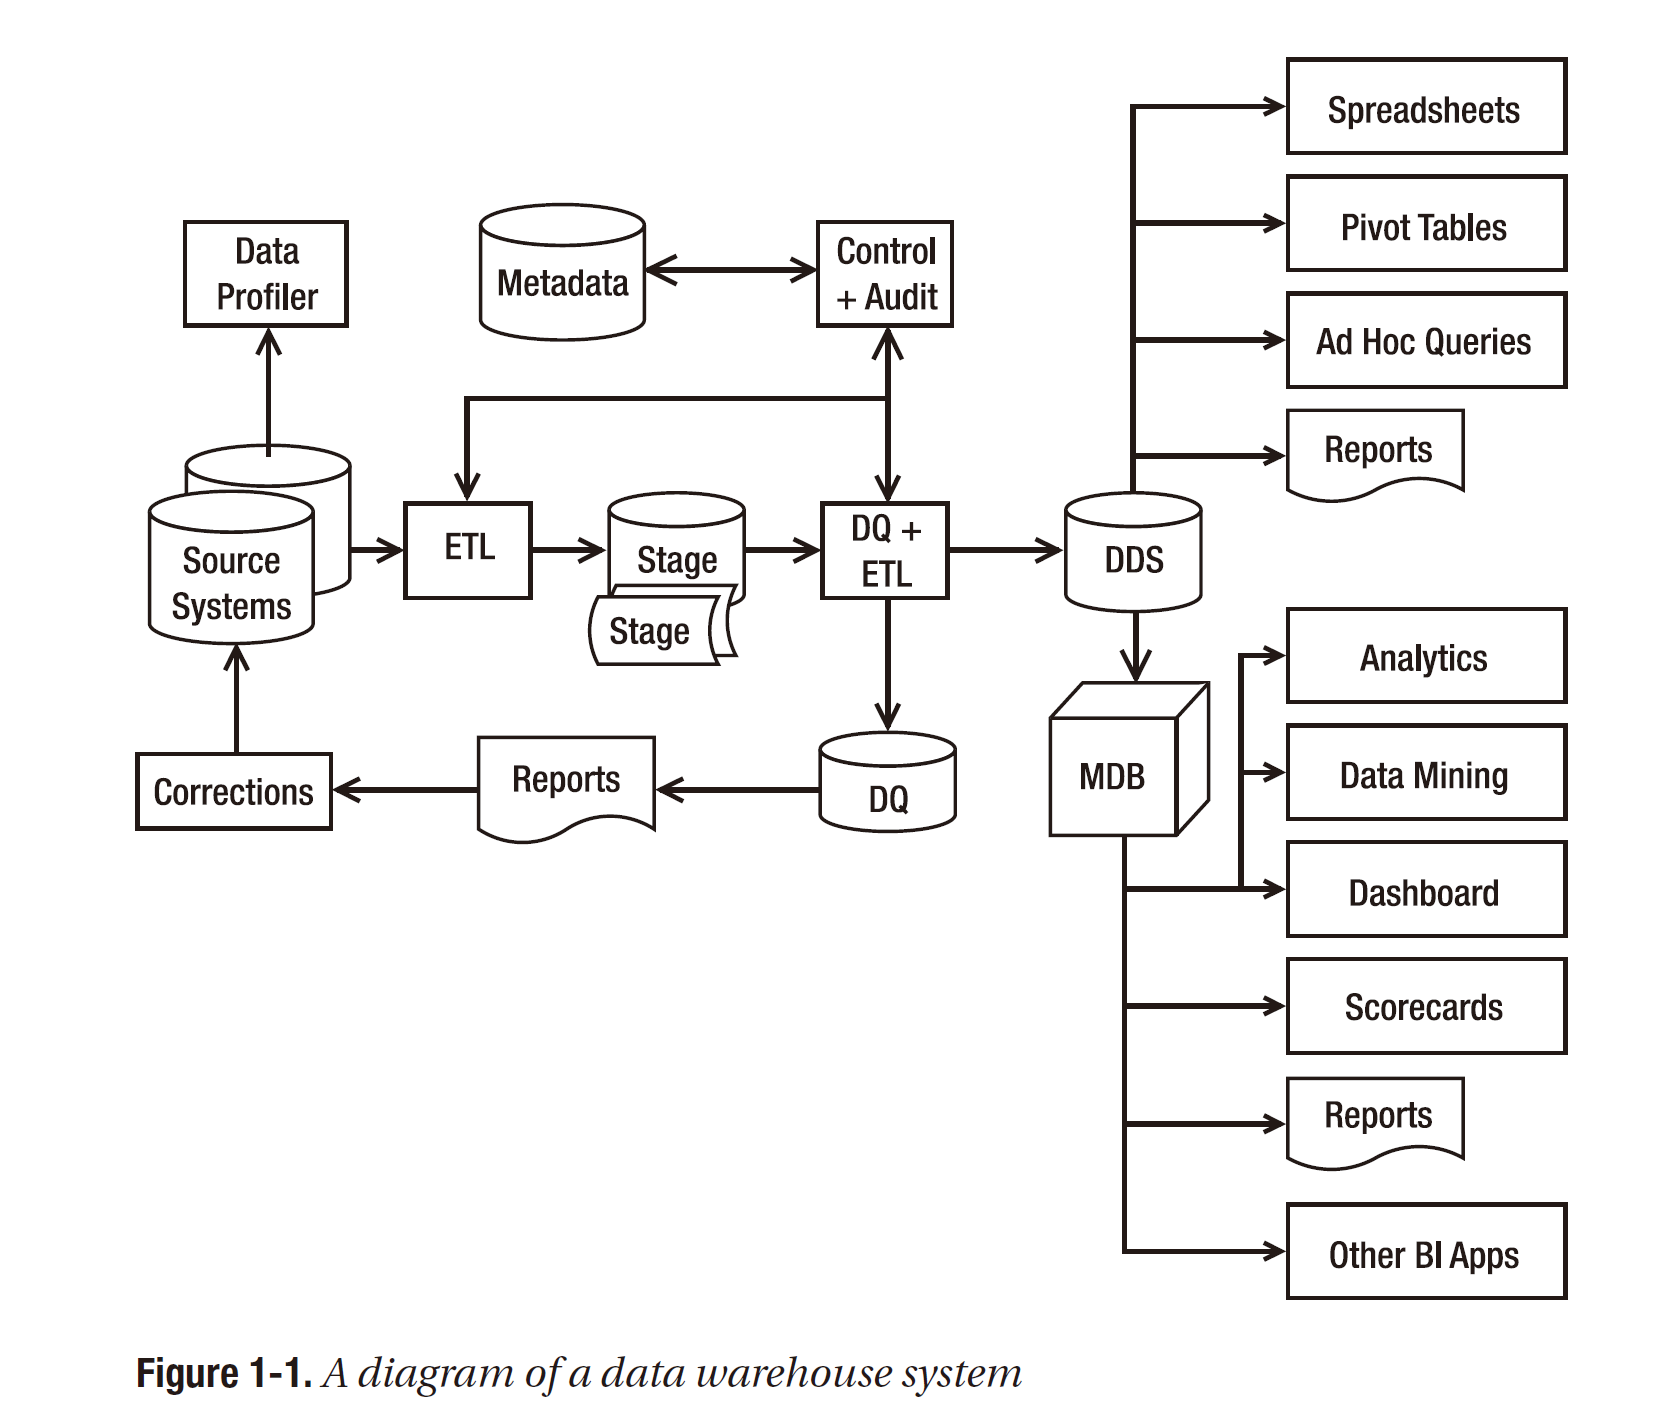 Spreadsheets
Pivot Tables
Ad Hoc Queries
Reports
Data
Profiler
Metadata
Control
+ Audit
Source
Systems
ETL
Stage
Stage
DQ +
ETL
DDS
Corrections
Reports
DQ
MDB
Analytics
Data Mining
Dashboard
Scorecards
Reports
Other BI Apps
Figure 1-1. A diagram of a data warehouse system